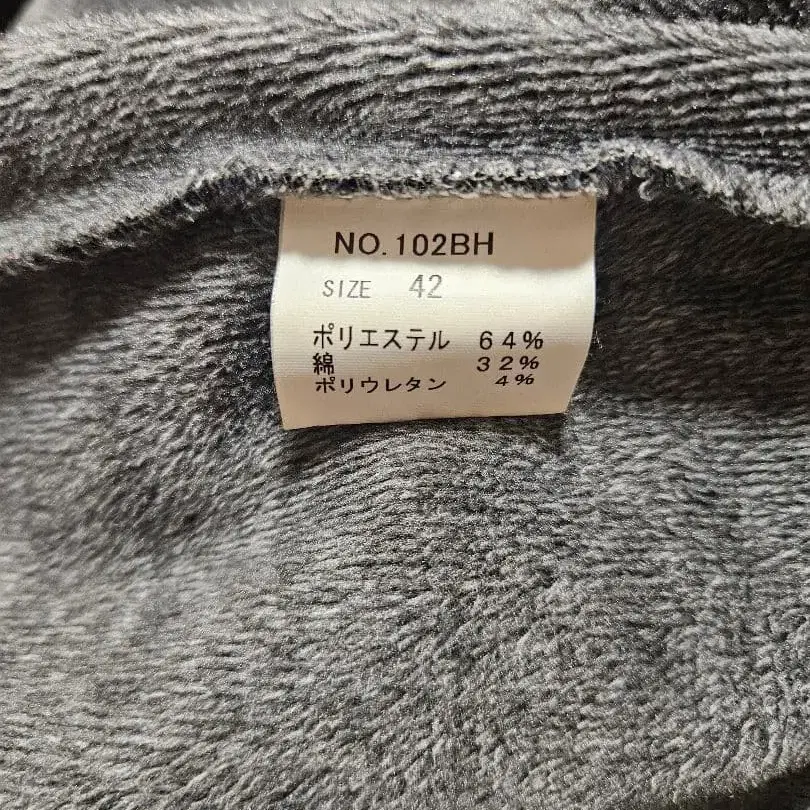 NO.102BH
SIZE 42
ポリエステル 64%
綿 32%
ポリウレタン 4%